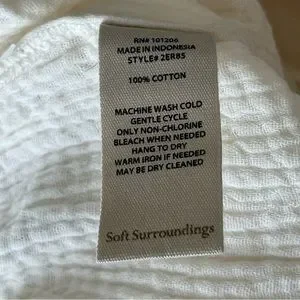 RN# 101206
MADE IN INDONESIA
STYLE# 2ER85
100% COTTON
MACHINE WASH COLD
GENTLE CYCLE
ONLY NON-CHLORINE
BLEACH WHEN NEEDED
HANG TO DRY
WARM IRON IF NEEDED
MAY BE DRY CLEANED
Soft Surroundings